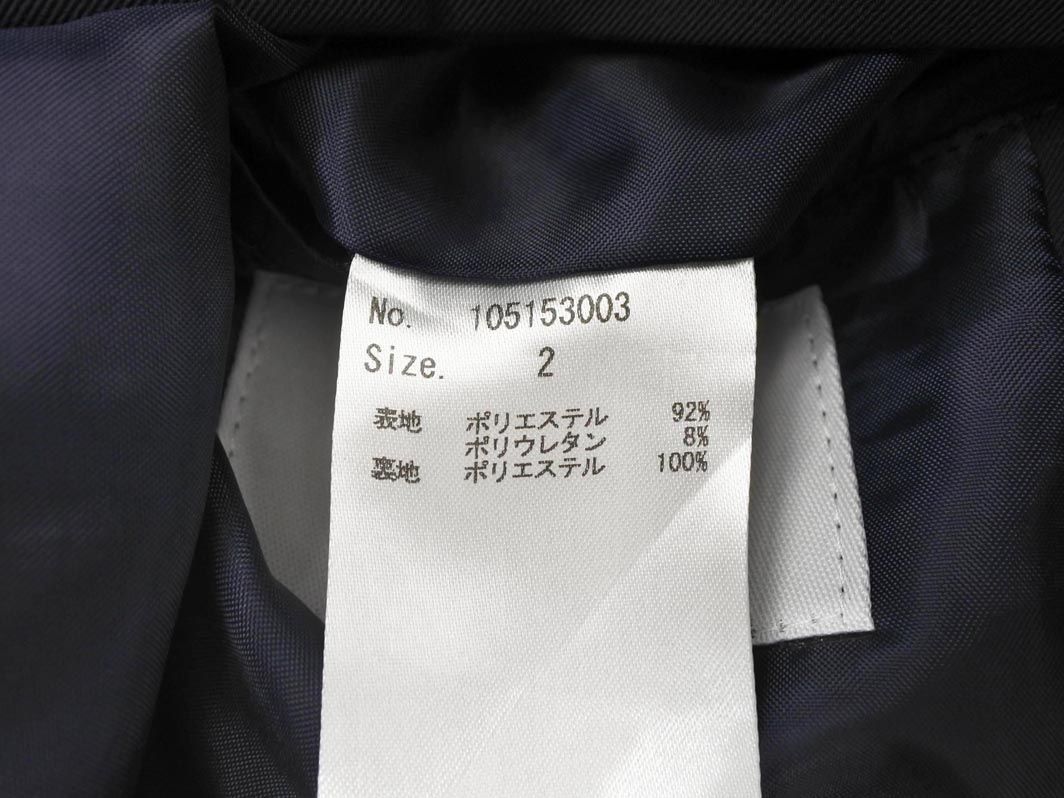 No. 105153003
Size. 2
表地 ポリエステル 92%
ポリウレタン 8%
裏地 ポリエステル 100%